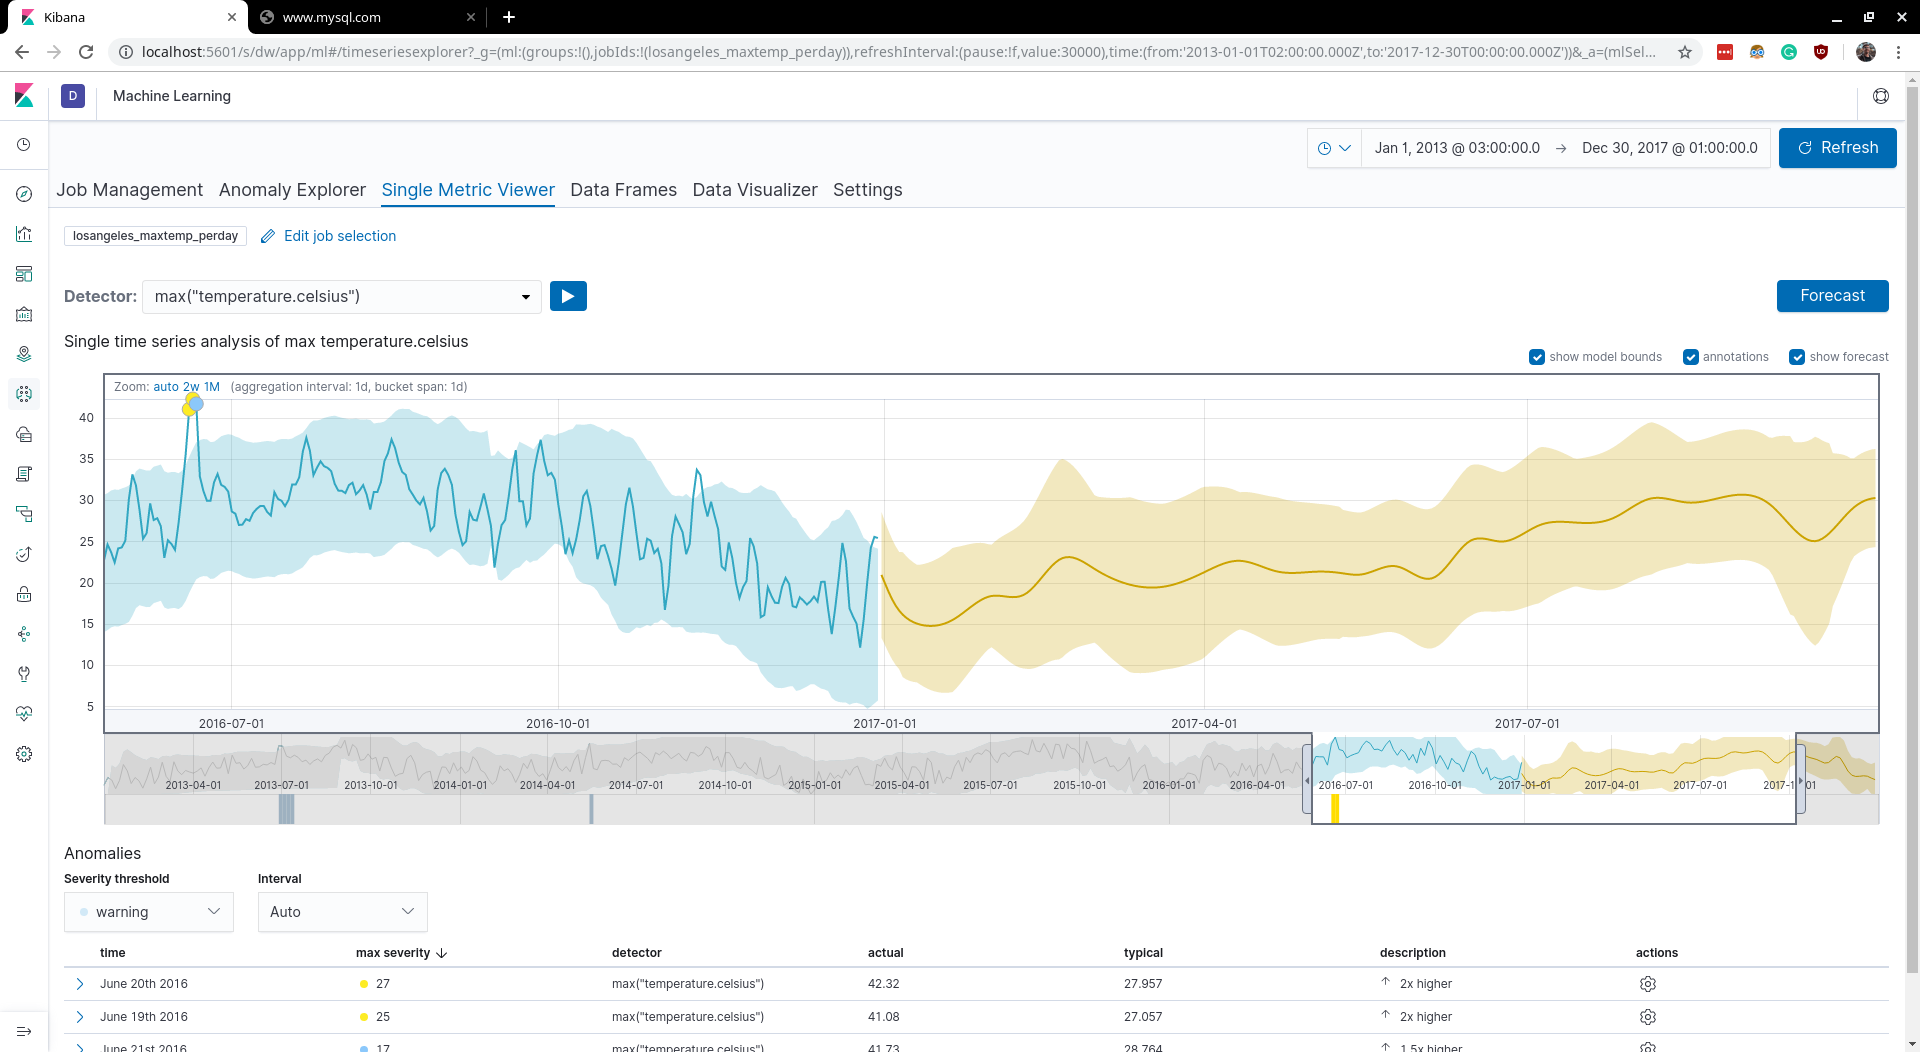 Kibana
www.mysql.com
localhost:5601/s/dw/app/ml#/timeseriesexplorer?_g=(ml:(groups:!(),jobIds:!(losangeles_maxtemp_perday)),refreshInterval:(pause:!f,value:30000),time:(from:'2013-01-01T02:00:00.000Z',to:'2017-12-30T00:00:00.000Z'))&_a=(mlSel...
D Machine Learning
Jan 1, 2013 @ 03:00:00.0 → Dec 30, 2017 @ 01:00:00.0 Refresh
Job Management Anomaly Explorer Single Metric Viewer Data Frames Data Visualizer Settings
losangeles_maxtemp_perday Edit job selection
Detector: max("temperature.celsius") Forecast
Single time series analysis of max temperature.celsius
show model bounds annotations show forecast
Zoom: auto 2w 1M (aggregation interval: 1d, bucket span: 1d)
40
35
30
25
20
15
10
5
2016-07-01 2016-10-01 2017-01-01 2017-04-01 2017-07-01
2013-04-01 2013-07-01 2013-10-01 2014-01-01 2014-04-01 2014-07-01 2014-10-01 2015-01-01 2015-04-01 2015-07-01 2015-10-01 2016-01-01 2016-04-01 2016-07-01 2016-10-01 2017-01-01 2017-04-01 2017-07-01 2017-1 01
Anomalies
Severity threshold Interval
warning Auto
time max severity ↓ detector actual typical description actions
June 20th 2016 27 max("temperature.celsius") 42.32 27.957 ↑ 2x higher
June 19th 2016 25 max("temperature.celsius") 41.08 27.057 ↑ 2x higher
June 21st 2016 17 max("temperature.celsius") 41.73 28.764 ↑ 1.5x higher